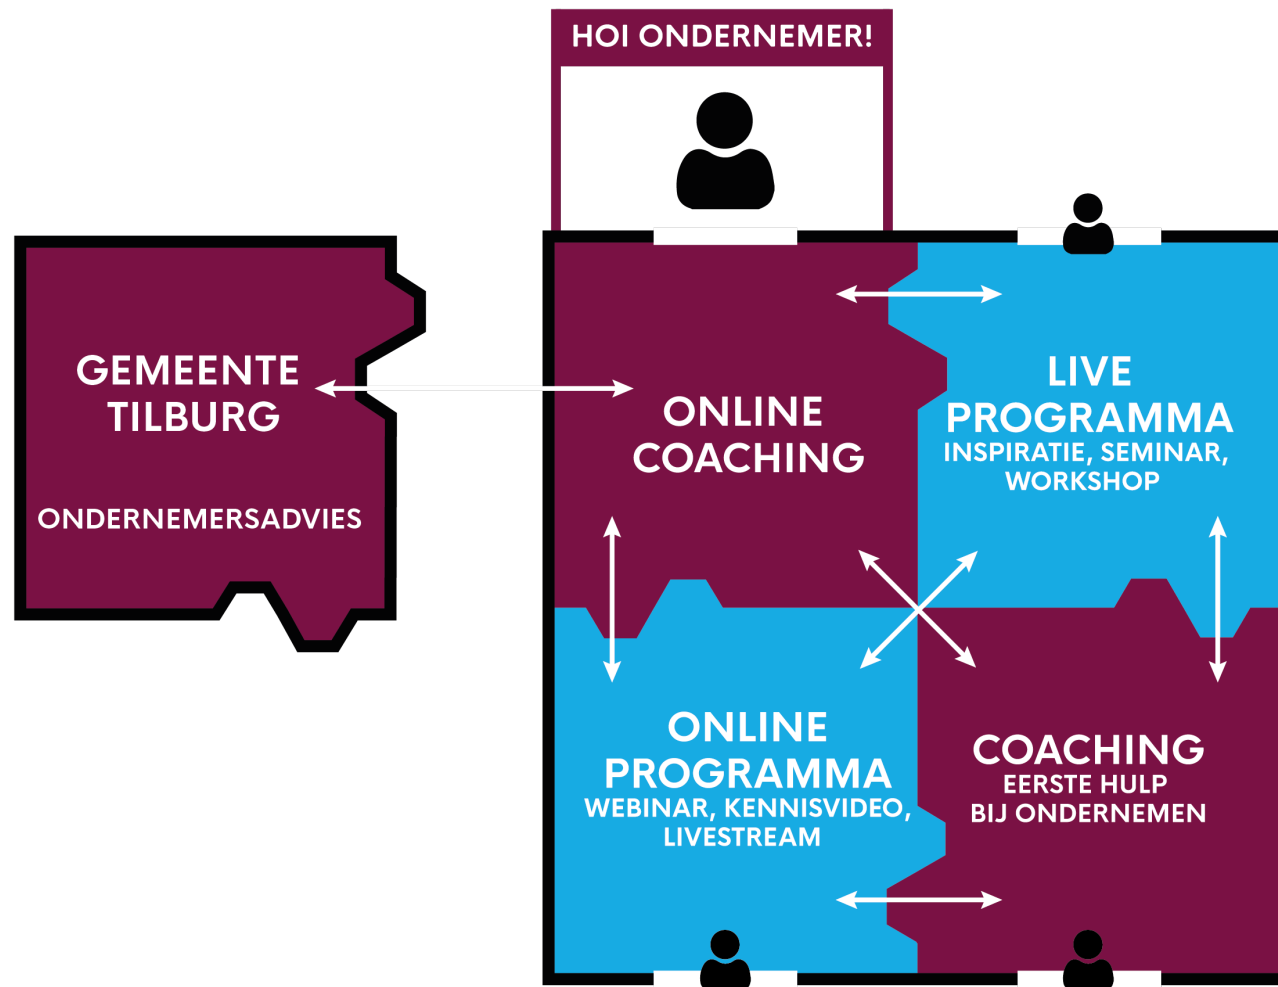 HOI ONDERNEMER!
GEMEENTE
TILBURG
ONDERNEMERSADVIES
ONLINE
COACHING
LIVE
PROGRAMMA
INSPIRATIE, SEMINAR,
WORKSHOP
ONLINE
PROGRAMMA
WEBINAR, KENNISVIDEO,
LIVESTREAM
COACHING
EERSTE HULP
BIJ ONDERNEMEN